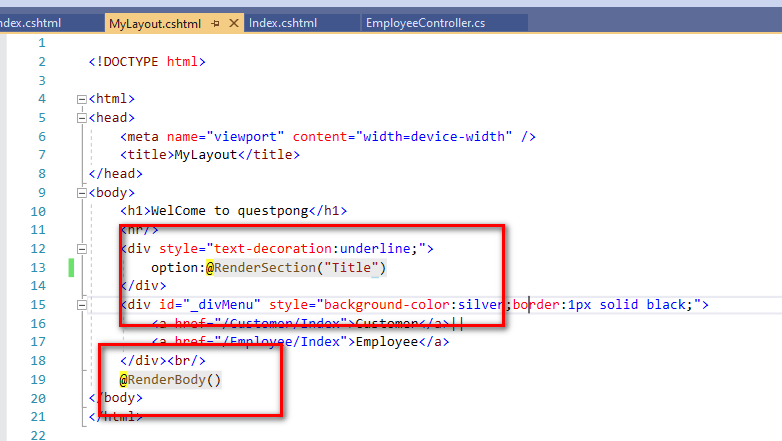 ndex.cshtml MyLayout.cshtml Index.cshtml EmployeeController.cs
1
2 <!DOCTYPE html>
3
4 <html>
5 <head>
6 <meta name="viewport" content="width=device-width" />
7 <title>MyLayout</title>
8 </head>
9 <body>
10 <h1>WelCome to questpong</h1>
11 <hr/>
12 <div style="text-decoration:underline;">
13 option:@RenderSection("Title")
14 </div>
15 <div id="_divMenu" style="background-color:silver;border:1px solid black;">
16 <a href="/Customer/Index">Customer</a>||
17 <a href="/Employee/Index">Employee</a>
18 </div><br/>
19 @RenderBody()
20 </body>
21 </html>
22